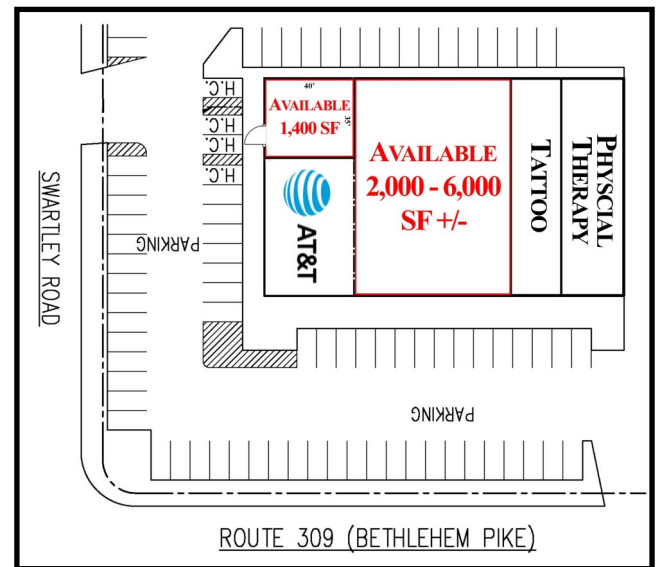 H.C.
H.C.
H.C.
H.C.
40'
35'
AVAILABLE
1,400 SF
AT&T
AVAILABLE
2,000 - 6,000
SF +/-
TATTOO
PHYSCIAL
THERAPY
PARKING
SWARTLEY ROAD
PARKING
ROUTE 309 (BETHLEHEM PIKE)